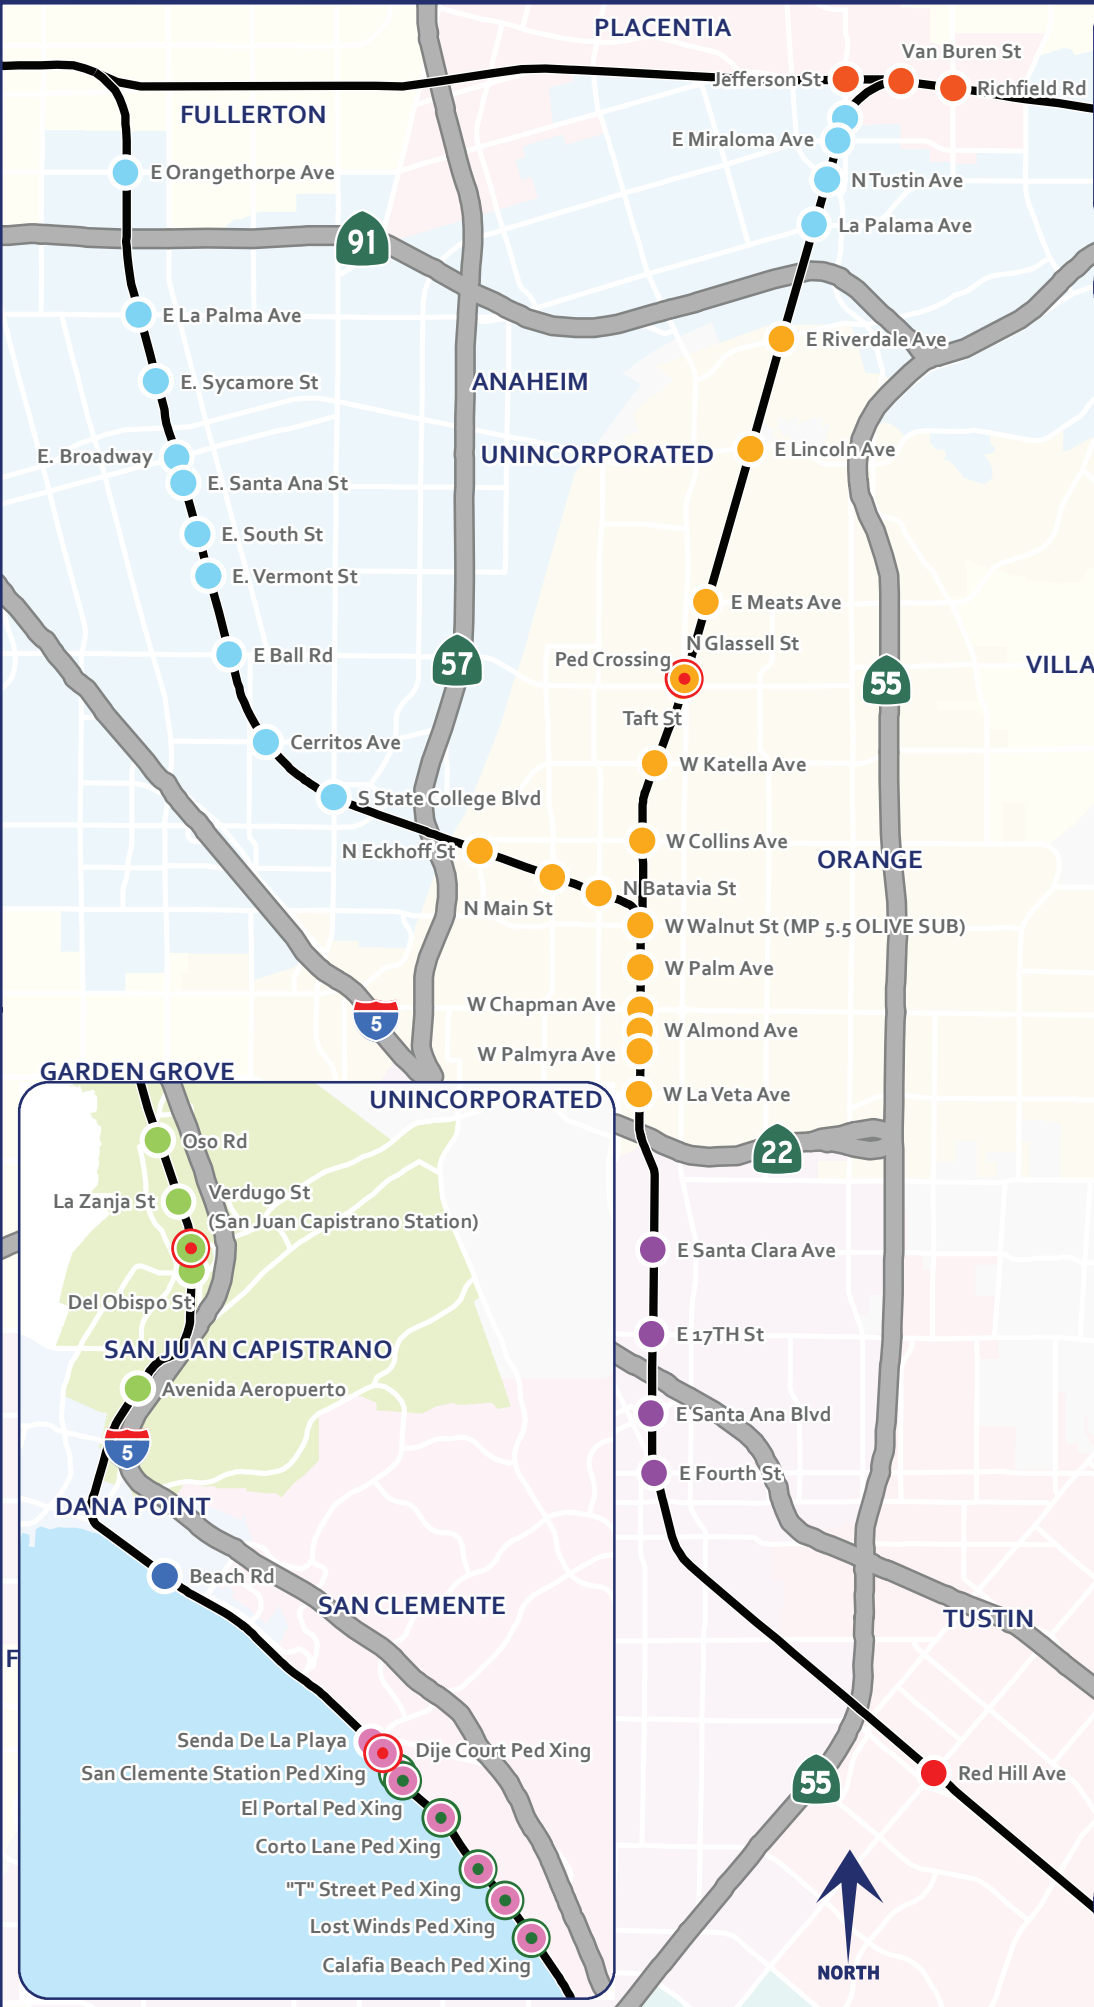 PLACENTIA
Van Buren St
Jefferson St
Richfield Rd
FULLERTON
E Miraloma Ave
E Orangethorpe Ave
N Tustin Ave
La Palama Ave
91
E La Palma Ave
E Riverdale Ave
E. Sycamore St
ANAHEIM
E. Broadway
UNINCORPORATED
E Lincoln Ave
E. Santa Ana St
E. South St
E. Vermont St
E Meats Ave
N Glassell St
E Ball Rd
57
Ped Crossing
55
VILLA
Taft St
Cerritos Ave
W Katella Ave
S State College Blvd
N Eckhoff St
W Collins Ave
ORANGE
N Batavia St
N Main St
W Walnut St (MP 5.5 OLIVE SUB)
W Palm Ave
W Chapman Ave
5
W Almond Ave
W Palmyra Ave
GARDEN GROVE
UNINCORPORATED
W La Veta Ave
Oso Rd
22
La Zanja St
Verdugo St
(San Juan Capistrano Station)
E Santa Clara Ave
Del Obispo St
E 17TH St
SAN JUAN CAPISTRANO
Avenida Aeropuerto
E Santa Ana Blvd
5
E Fourth St
DANA POINT
Beach Rd
SAN CLEMENTE
TUSTIN
F
Senda De La Playa
Dije Court Ped Xing
San Clemente Station Ped Xing
55
Red Hill Ave
El Portal Ped Xing
Corto Lane Ped Xing
"T" Street Ped Xing
Lost Winds Ped Xing
Calafia Beach Ped Xing
NORTH